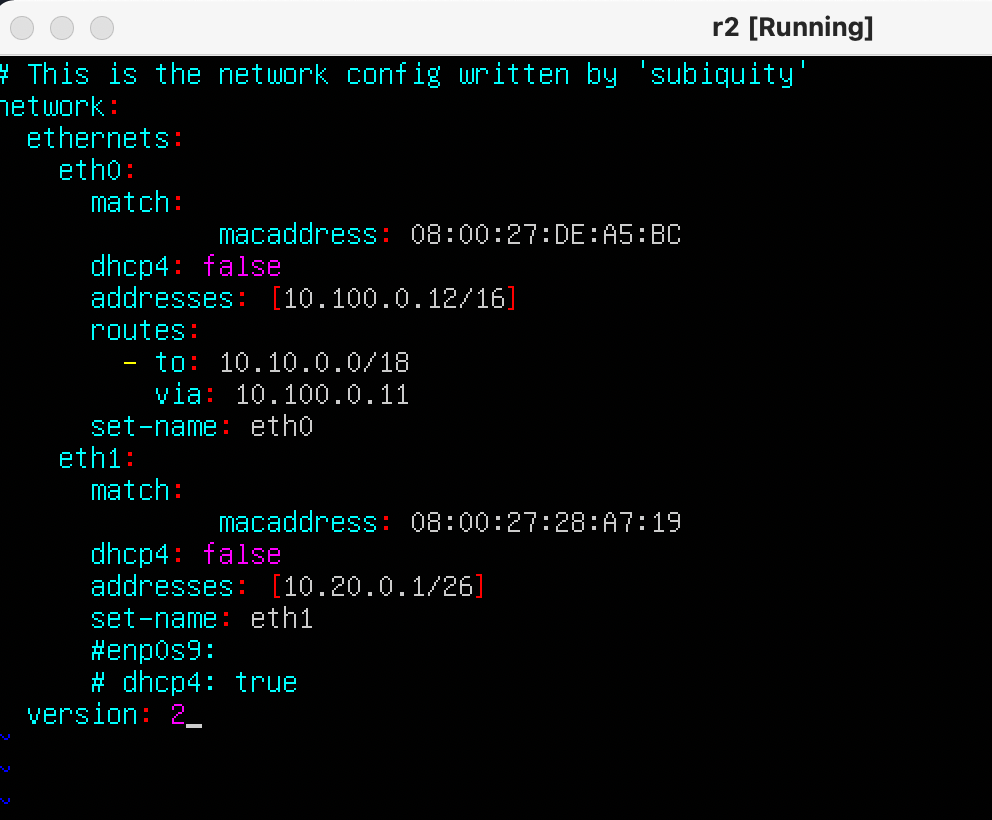 r2 [Running]
# This is the network config written by 'subiquity'
network:
  ethernets:
    eth0:
      match:
              macaddress: 08:00:27:DE:A5:BC
      dhcp4: false
      addresses: [10.100.0.12/16]
      routes:
        - to: 10.10.0.0/18
          via: 10.100.0.11
      set-name: eth0
    eth1:
      match:
              macaddress: 08:00:27:28:A7:19
      dhcp4: false
      addresses: [10.20.0.1/26]
      set-name: eth1
      #enp0s9:
      # dhcp4: true
  version: 2_
~
~
~